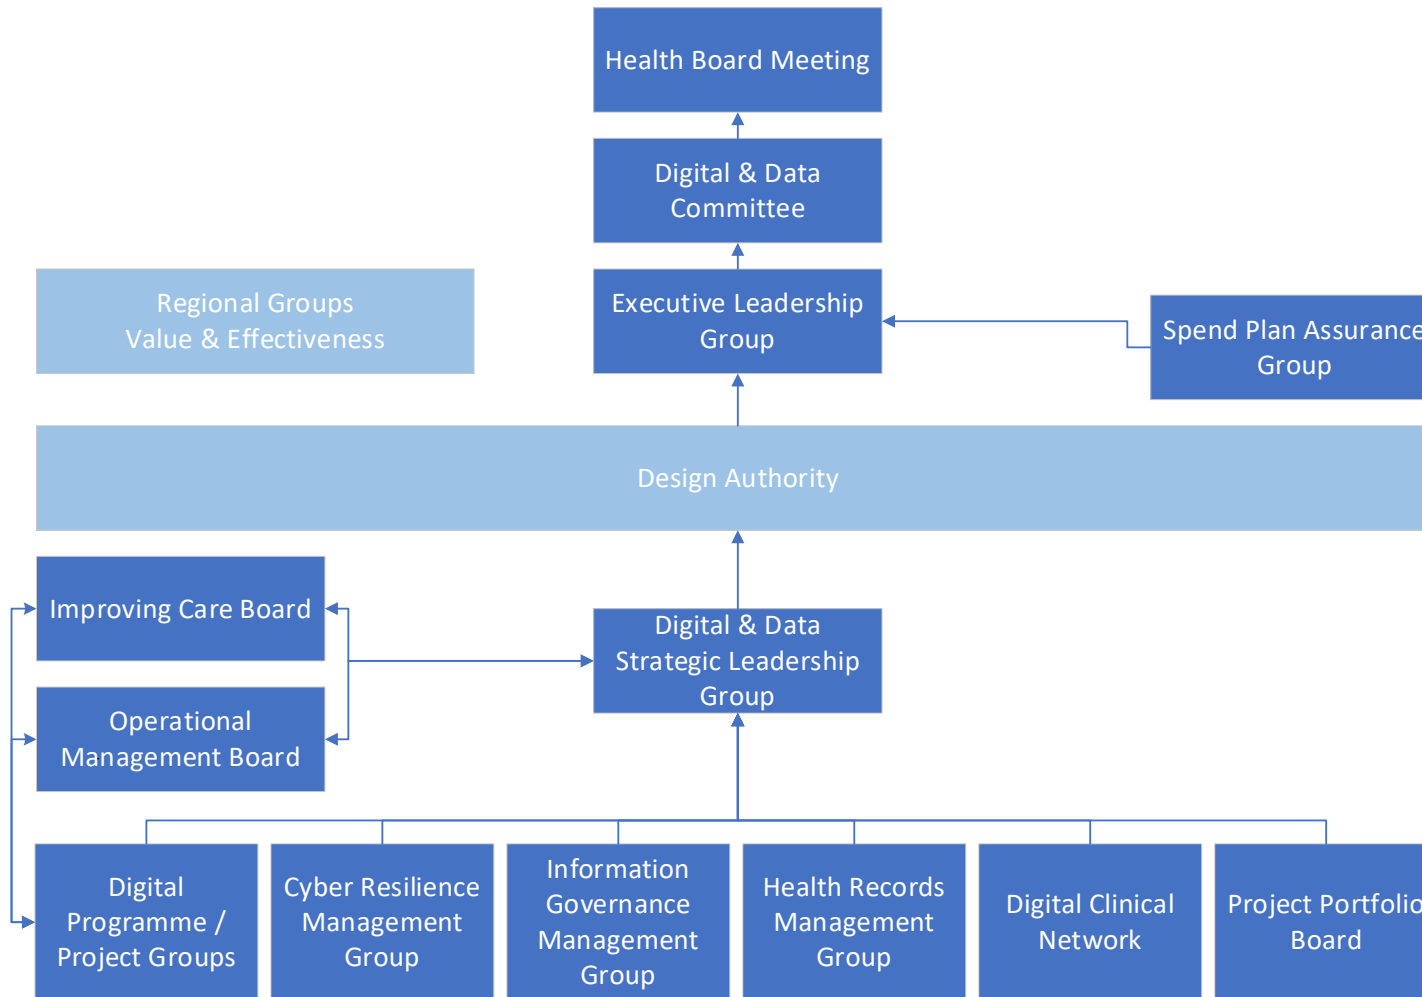 Health Board Meeting
Digital & Data
Committee
Regional Groups
Value & Effectiveness
Executive Leadership
Group
Spend Plan Assurance
Group
Design Authority
Improving Care Board
Digital & Data
Strategic Leadership
Group
Operational
Management Board
Digital
Programme /
Project Groups
Cyber Resilience
Management
Group
Information
Governance
Management
Group
Health Records
Management
Group
Digital Clinical
Network
Project Portfolio
Board